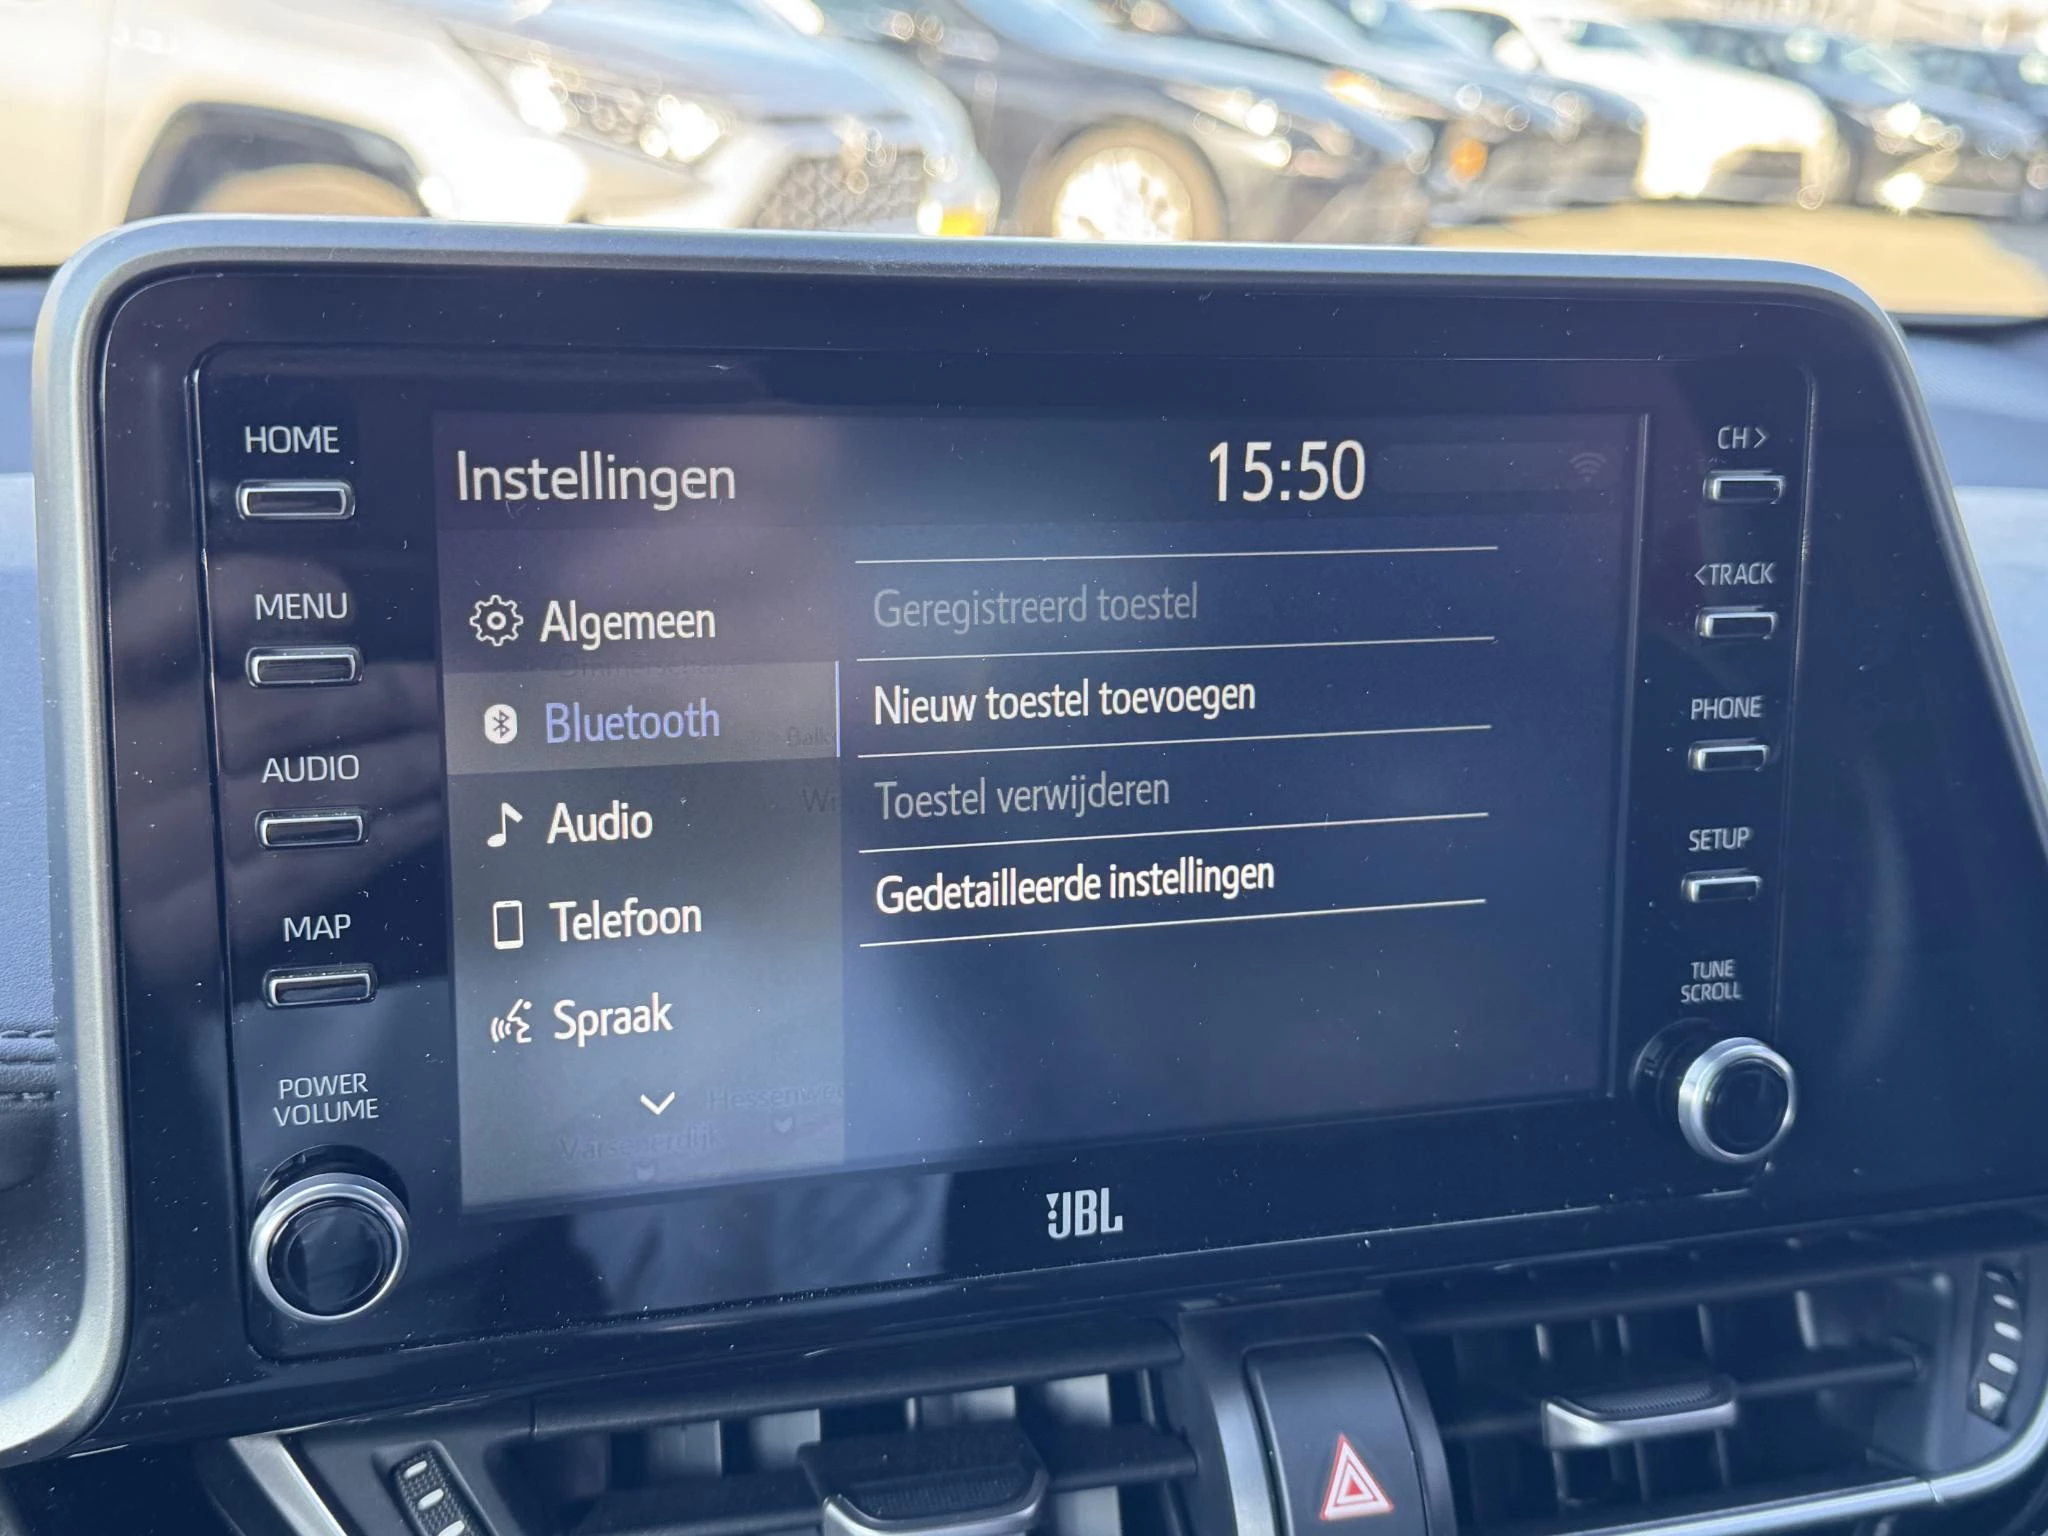 HOME
MENU
AUDIO
MAP
POWER
VOLUME
Instellingen
15:50
Algemeen
Bluetooth
Audio
Telefoon
Spraak
Geregistreerd toestel
Nieuw toestel toevoegen
Toestel verwijderen
Gedetailleerde instellingen
Varsenerdijk
CH >
< TRACK
PHONE
SETUP
TUNE
SCROLL
JBL